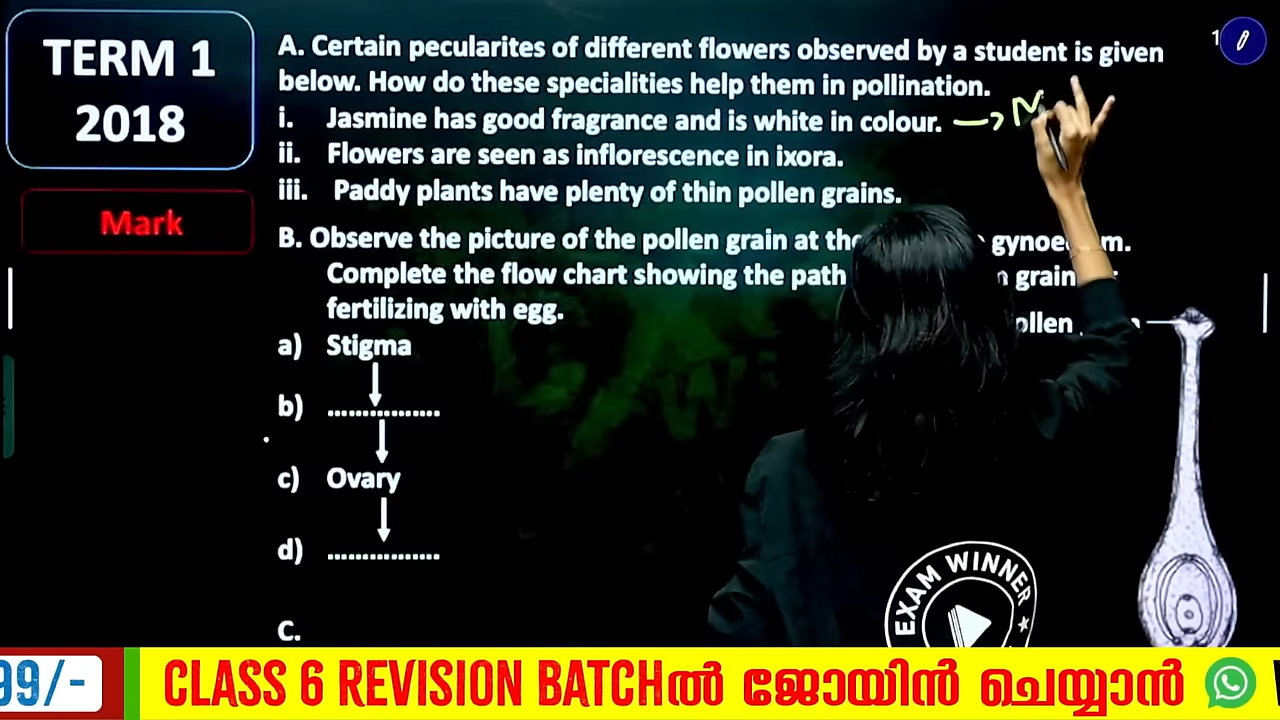 TERM 1
2018
Mark
1
A. Certain pecularites of different flowers observed by a student is given
below. How do these specialities help them in pollination.
i. Jasmine has good fragrance and is white in colour. → N
ii. Flowers are seen as inflorescence in ixora.
iii. Paddy plants have plenty of thin pollen grains.
B. Observe the picture of the pollen grain at
Complete the flow chart showing the path
fertilizing with egg.
a) Stigma
b) ................
c) Ovary
d) ................
C.
EXAM WINNER
99/-
CLASS 6 REVISION BATCHൽ ജോയിൻ ചെയ്യാൻ